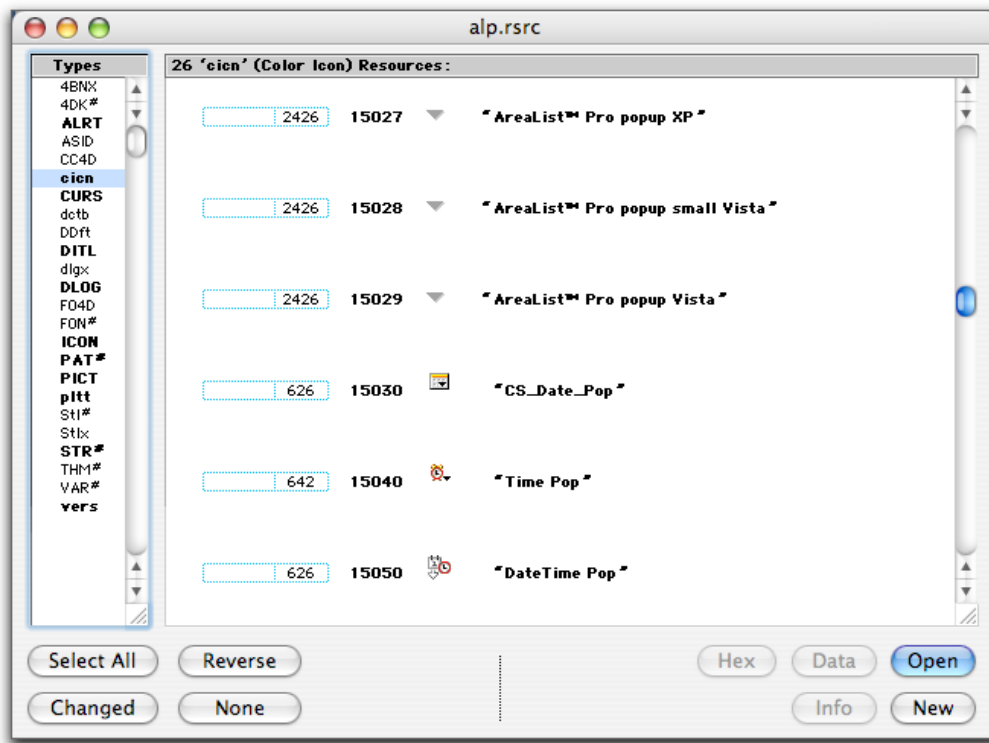 alp.rsrc
Types
4BNX
4DK#
ALRT
ASID
CC4D
cicn
CURS
dctb
DDft
DITL
dlgx
DLOG
FO4D
FON#
ICON
PAT#
PICT
pltt
Stl#
Stlx
STR#
THM#
VAR#
vers
26 'cicn' (Color Icon) Resources:
2426 15027 "AreaList™ Pro popup XP"
2426 15028 "AreaList™ Pro popup small Vista"
2426 15029 "AreaList™ Pro popup Vista"
626 15030 "CS_Date_Pop"
642 15040 "Time Pop"
626 15050 "DateTime Pop"
Select All Reverse Hex Data Open
Changed None Info New